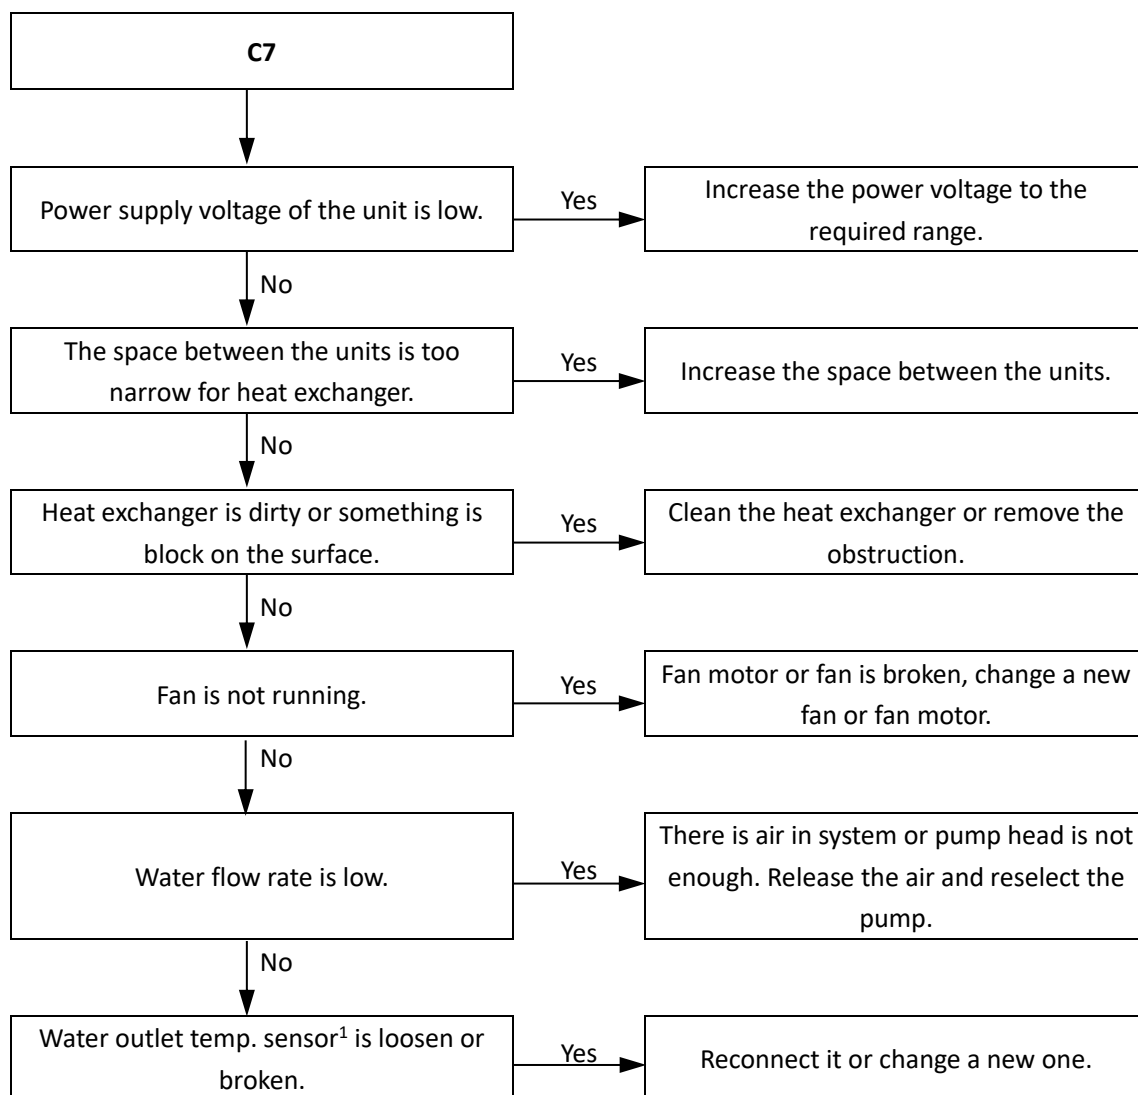 C7
Power supply voltage of the unit is low.
Yes
Increase the power voltage to the
required range.
No
The space between the units is too
narrow for heat exchanger.
Yes
Increase the space between the units.
No
Heat exchanger is dirty or something is
block on the surface.
Yes
Clean the heat exchanger or remove the
obstruction.
No
Fan is not running.
Yes
Fan motor or fan is broken, change a new
fan or fan motor.
No
Water flow rate is low.
Yes
There is air in system or pump head is not
enough. Release the air and reselect the
pump.
No
Water outlet temp. sensor¹ is loosen or
broken.
Yes
Reconnect it or change a new one.